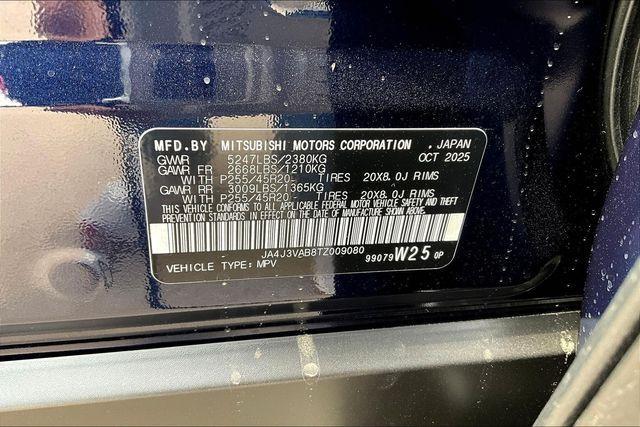 MFD.BY MITSUBISHI MOTORS CORPORATION , JAPAN
GVWR 5247LBS/2380KG OCT 2025
GAWR FR 2668LBS/1210KG
WITH P255/45R20- TIRES 20X8.0J RIMS
GAWR RR 3009LBS/1365KG
WITH P255/45R20- TIRES 20X8.0J RIMS
THIS VEHICLE CONFORMS TO ALL APPLICABLE FEDERAL MOTOR VEHICLE SAFETY AND THEFT
PREVENTION STANDARDS IN EFFECT ON THE DATE OF MANUFACTURE SHOWN ABOVE.
JA4J3VAB8TZ009080
VEHICLE TYPE:MPV 99079W25 0P